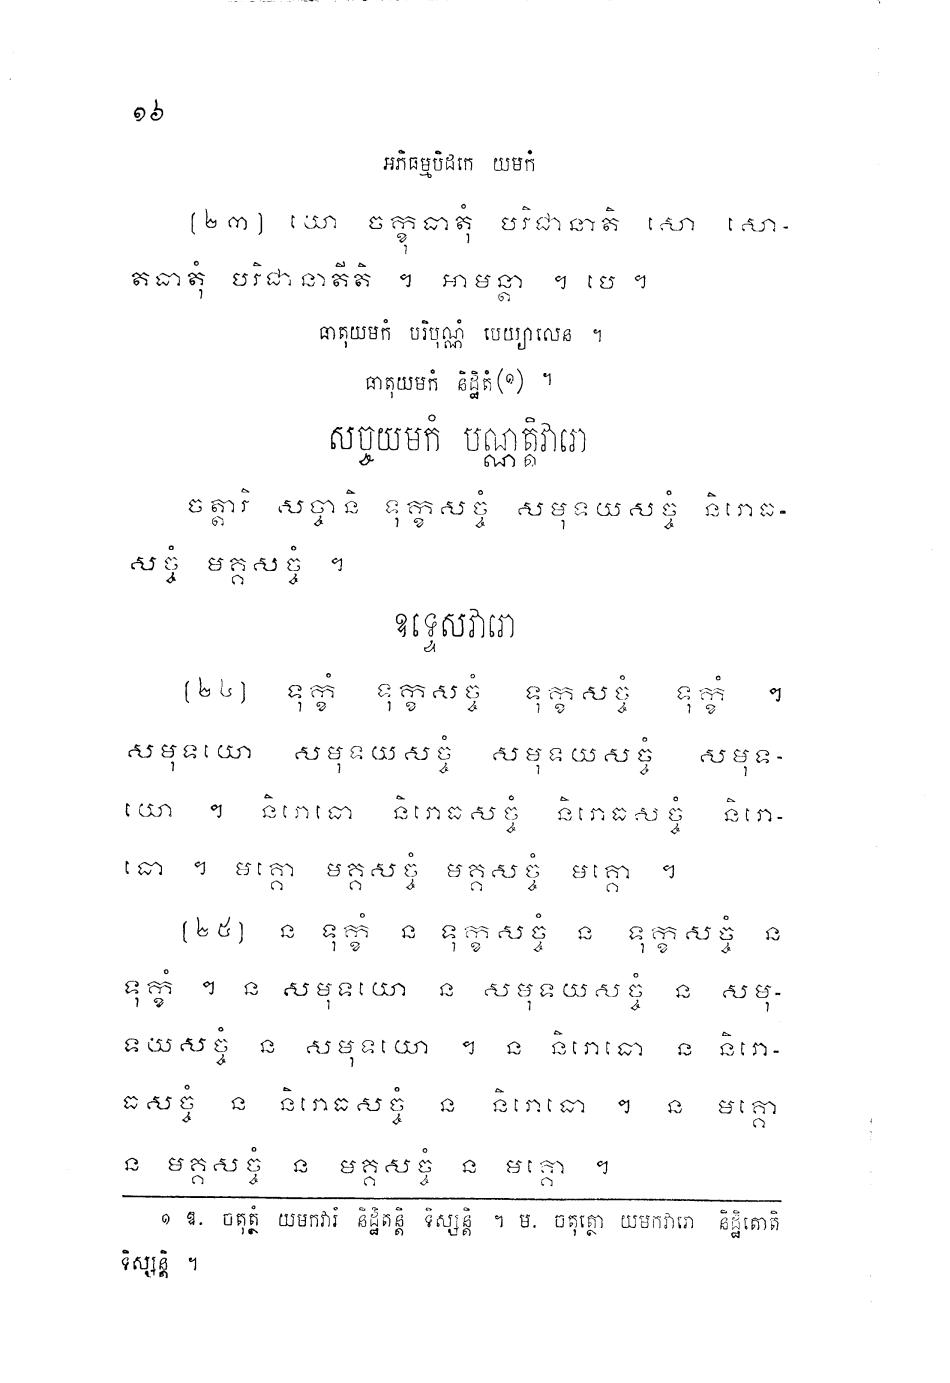 ១៦
អភិធម្មបិដកេ យមកំ
(២៣) យោ ចក្ខុធាតុំ បរិជានាតិ សោ សោ-
តធាតុំ បរិជានាតីតិ ។ អាមន្តា ។ បេ ។
ធាតុយមកំ បរិបុណ្ណំ បេយ្យាលេន ។
ធាតុយមកំ និដ្ឋិតំ(១) ។
សច្ចយមកំ បណ្ណត្តិវារោ
ចត្តារិ សច្ចានិ ទុក្ខសច្ចំ សមុទយសច្ចំ និរោធ-
សច្ចំ មគ្គសច្ចំ ។
ឧទ្ទេសវារោ
(២៤) ទុក្ខំ ទុក្ខសច្ចំ ទុក្ខសច្ចំ ទុក្ខំ ។
សមុទយោ សមុទយសច្ចំ សមុទយសច្ចំ សមុទ-
យោ ។ និរោធោ និរោធសច្ចំ និរោធសច្ចំ និរោ-
ធោ ។ មគ្គោ មគ្គសច្ចំ មគ្គសច្ចំ មគ្គោ ។
(២៥) ន ទុក្ខំ ន ទុក្ខសច្ចំ ន ទុក្ខសច្ចំ ន
ទុក្ខំ ។ ន សមុទយោ ន សមុទយសច្ចំ ន សមុ-
ទយសច្ចំ ន សមុទយោ ។ ន និរោធោ ន និរោ-
ធសច្ចំ ន និរោធសច្ចំ ន និរោធោ ។ ន មគ្គោ
ន មគ្គសច្ចំ ន មគ្គសច្ចំ ន មគ្គោ ។
១ ឱ. ចតុត្ថំ យមកវារំ និដ្ឋិតន្តិ ទិស្សន្តិ ។ ម. ចតុត្ថោ យមកវារោ និដ្ឋិតោតិ
ទិស្សន្តិ ។